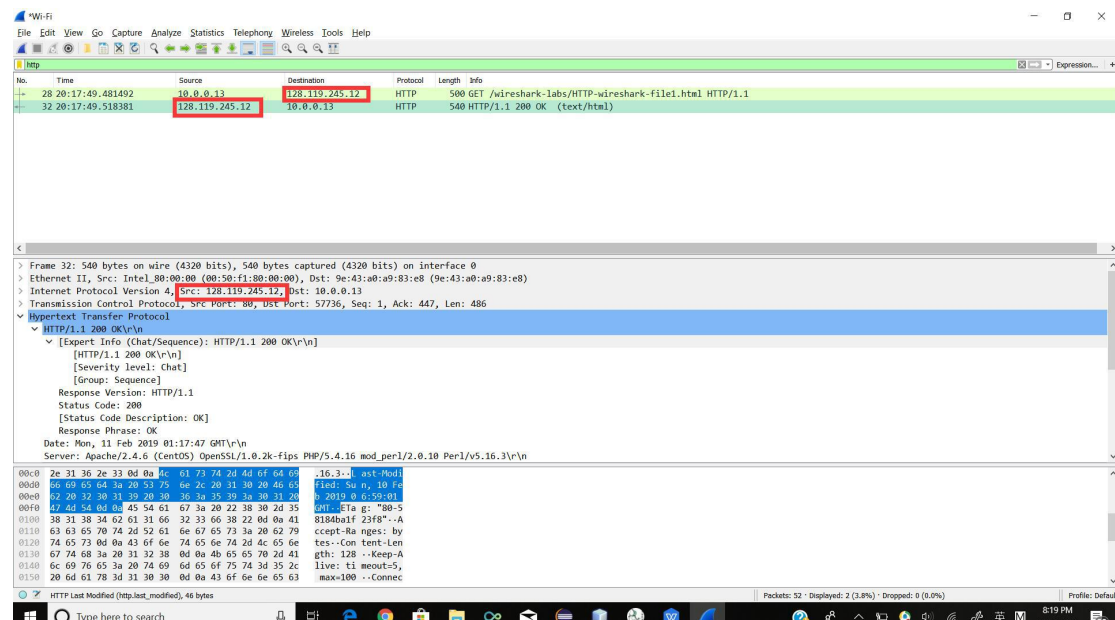 *Wi-Fi
File Edit View Go Capture Analyze Statistics Telephony Wireless Tools Help
http
Expression... +
No. Time Source Destination Protocol Length Info
28 20:17:49.481492 10.0.0.13 128.119.245.12 HTTP 500 GET /wireshark-labs/HTTP-wireshark-file1.html HTTP/1.1
32 20:17:49.518381 128.119.245.12 10.0.0.13 HTTP 540 HTTP/1.1 200 OK (text/html)
Frame 32: 540 bytes on wire (4320 bits), 540 bytes captured (4320 bits) on interface 0
Ethernet II, Src: Intel_80:00:00 (00:50:f1:80:00:00), Dst: 9e:43:a0:a9:83:e8 (9e:43:a0:a9:83:e8)
Internet Protocol Version 4, Src: 128.119.245.12, Dst: 10.0.0.13
Transmission Control Protocol, Src Port: 80, Dst Port: 57736, Seq: 1, Ack: 447, Len: 486
Hypertext Transfer Protocol
HTTP/1.1 200 OK\r\n
[Expert Info (Chat/Sequence): HTTP/1.1 200 OK\r\n]
[HTTP/1.1 200 OK\r\n]
[Severity level: Chat]
[Group: Sequence]
Response Version: HTTP/1.1
Status Code: 200
[Status Code Description: OK]
Response Phrase: OK
Date: Mon, 11 Feb 2019 01:17:47 GMT\r\n
Server: Apache/2.4.6 (CentOS) OpenSSL/1.0.2k-fips PHP/5.4.16 mod_perl/2.0.10 Perl/v5.16.3\r\n
00c0 2e 31 36 2e 33 0d 0a 4c 61 73 74 2d 4d 6f 64 69 .16.3··L ast-Modi
00d0 66 69 65 64 3a 20 53 75 6e 2c 20 31 30 20 46 65 fied: Su n, 10 Fe
00e0 62 20 32 30 31 39 20 30 36 3a 35 39 3a 30 31 20 b 2019 0 6:59:01
00f0 47 4d 54 0d 0a 45 54 61 67 3a 20 22 38 30 2d 35 GMT··ETa g: "80-5
0100 38 31 38 34 62 61 31 66 32 33 66 38 22 0d 0a 41 8184ba1f 23f8"··A
0110 63 63 65 70 74 2d 52 61 6e 67 65 73 3a 20 62 79 ccept-Ra nges: by
0120 74 65 73 0d 0a 43 6f 6e 74 65 6e 74 2d 4c 65 6e tes··Con tent-Len
0130 67 74 68 3a 20 31 32 38 0d 0a 4b 65 65 70 2d 41 gth: 128 ··Keep-A
0140 6c 69 76 65 3a 20 74 69 6d 65 6f 75 74 3d 35 2c live: ti meout=5,
0150 20 6d 61 78 3d 31 30 30 0d 0a 43 6f 6e 6e 65 63 max=100 ··Connec
HTTP Last Modified (http.last_modified), 46 bytes
Packets: 52 · Displayed: 2 (3.8%) · Dropped: 0 (0.0%)
Profile: Defaul
Type here to search
英
M
8:19 PM